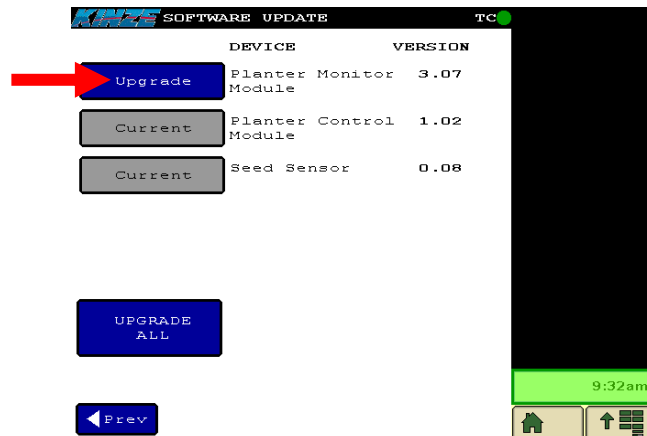 KINZE SOFTWARE UPDATE TC
DEVICE VERSION
Upgrade Planter Monitor Module 3.07
Current Planter Control Module 1.02
Current Seed Sensor 0.08
UPGRADE
ALL
9:32am
Prev